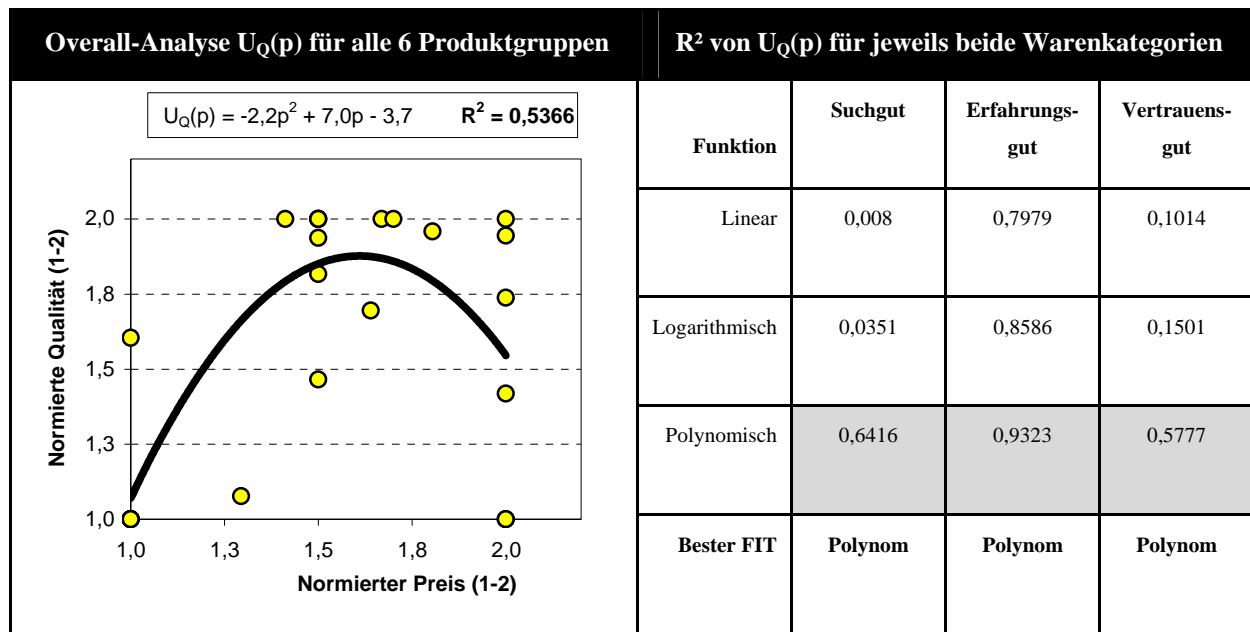 Overall-Analyse U_Q(p) für alle 6 Produktgruppen
R² von U_Q(p) für jeweils beide Warenkategorien
U_Q(p) = -2,2p² + 7,0p - 3,7 R² = 0,5366
Normierte Qualität (1-2)
2,0
1,8
1,5
1,3
1,0
1,0 1,3 1,5 1,8 2,0
Normierter Preis (1-2)
Funktion Suchgut Erfahrungs-
gut Vertrauens-
gut
Linear 0,008 0,7979 0,1014
Logarithmisch 0,0351 0,8586 0,1501
Polynomisch 0,6416 0,9323 0,5777
Bester FIT Polynom Polynom Polynom